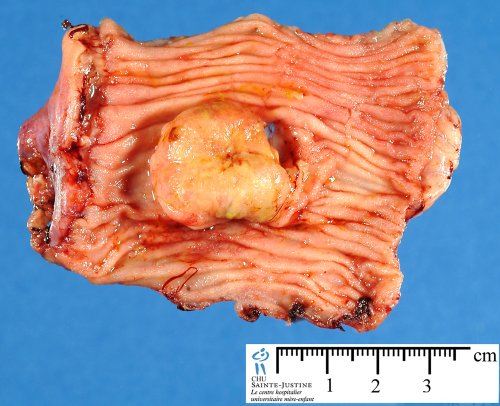 cm
1 2 3
CHU
SAINTE-JUSTINE
Le centre hospitalier
universitaire mère-enfant